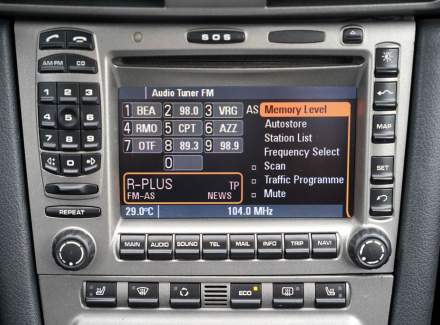 SOS
AM FM CD
Audio Tuner FM
1 BEA 2 98.0 3 VRG AS Memory Level
4 RMO 5 CPT 6 AZZ Autostore
7 OTF 8 89.3 9 98.9 Station List
0 Frequency Select
Scan
Traffic Programme
Mute
R-PLUS TP
FM-AS NEWS
29.0°C 104.0 MHz
1 2 3
4 5 6
7 8 9
0
REPEAT
MAP
SET
MAIN AUDIO SOUND TEL MAIL INFO TRIP NAVI
ECO